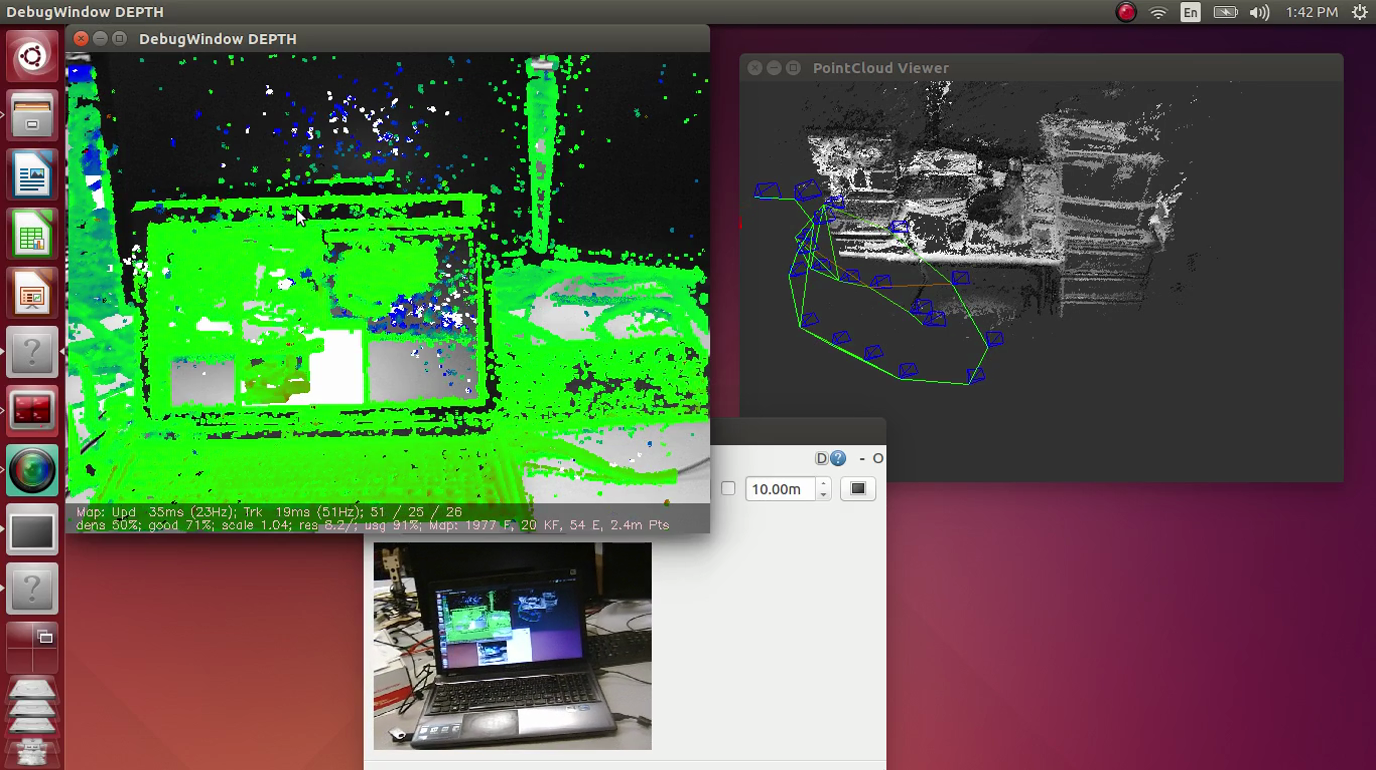 DebugWindow DEPTH
En
1:42 PM
DebugWindow DEPTH
PointCloud Viewer
D ? - O
10.00m
Map: Upd 35ms (23Hz); Trk 19ms (51Hz); 51 / 25 / 26
dens 50%; good 71%; scale 1.04; res 8.2/; usg 91%; Map: 1977 F, 20 KF, 54 E, 2.4m Pts